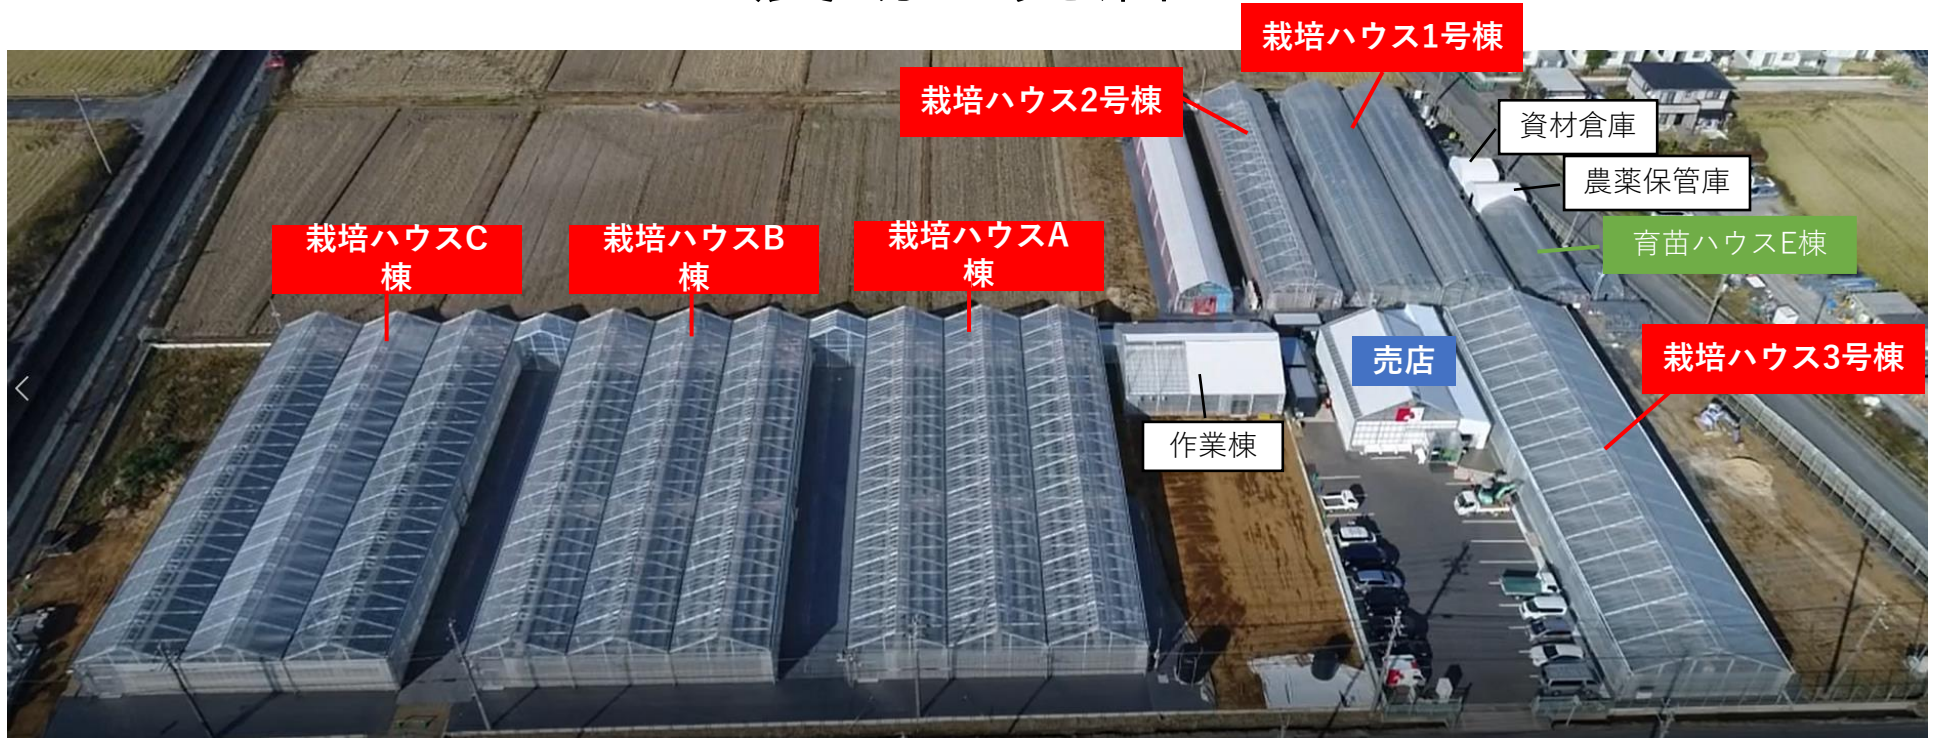 栽培ハウス1号棟
栽培ハウス2号棟
資材倉庫
農薬保管庫
栽培ハウスC
棟
栽培ハウスB
棟
栽培ハウスA
棟
育苗ハウスE棟
売店
栽培ハウス3号棟
作業棟